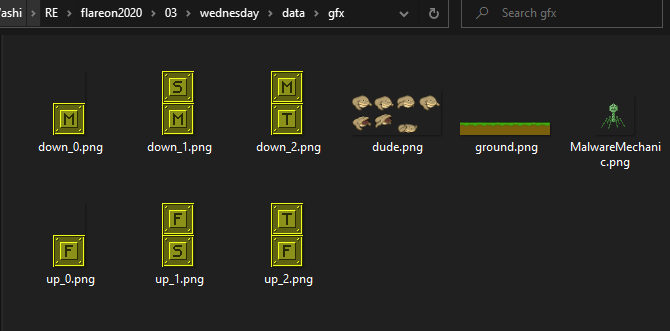 ashi > RE > flareon2020 > 03 > wednesday > data > gfx
Search gfx
M
S
M
M
T
down_0.png
down_1.png
down_2.png
dude.png
ground.png
MalwareMechani
c.png
F
F
S
T
F
up_0.png
up_1.png
up_2.png